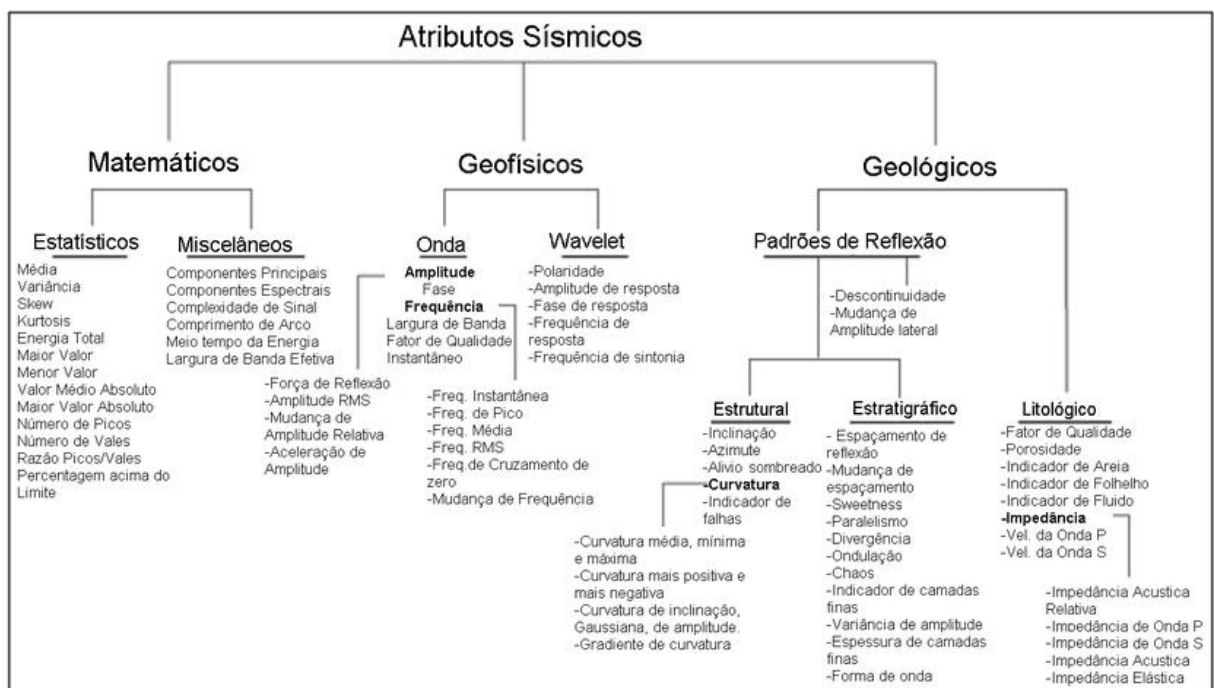 Atributos Sísmicos
Matemáticos
Geofísicos
Geológicos
Estatísticos
Média
Variância
Skew
Kurtosis
Energia Total
Maior Valor
Menor Valor
Valor Médio Absoluto
Maior Valor Absoluto
Número de Picos
Número de Vales
Razão Picos/Vales
Percentagem acima do
Limite
Miscelâneos
Componentes Principais
Componentes Espectrais
Complexidade de Sinal
Comprimento de Arco
Meio tempo da Energia
Largura de Banda Efetiva
Onda
Amplitude
Fase
Frequência
Largura de Banda
Fator de Qualidade
Instantâneo
-Força de Reflexão
-Amplitude RMS
-Mudança de
Amplitude Relativa
-Aceleração de
Amplitude
-Freq. Instantânea
-Freq. de Pico
-Freq. Média
-Freq. RMS
-Freq.de Cruzamento de
zero
-Mudança de Frequência
Wavelet
-Polaridade
-Amplitude de resposta
-Fase de resposta
-Frequência de
resposta
-Frequência de sintonia
Padrões de Reflexão
-Descontinuidade
-Mudança de
Amplitude lateral
Estrutural
-Inclinação
-Azimute
-Alivio sombreado
-Curvatura
-Indicador de
falhas
-Curvatura média, mínima
e máxima
-Curvatura mais positiva e
mais negativa
-Curvatura de inclinação,
Gaussiana, de amplitude.
-Gradiente de curvatura
Estratigráfico
- Espaçamento de
reflexão
-Mudança de
espaçamento
-Sweetness
-Paralelismo
-Divergência
-Ondulação
-Chaos
-Indicador de camadas
finas
-Variância de amplitude
-Espessura de camadas
finas
-Forma de onda
Litológico
-Fator de Qualidade
-Porosidade
-Indicador de Areia
-Indicador de Folhelho
-Indicador de Fluido
-Impedância
-Vel. da Onda P
-Vel. da Onda S
-Impedância Acustica
Relativa
-Impedância de Onda P
-Impedância de Onda S
-Impedância Acustica
-Impedância Elástica